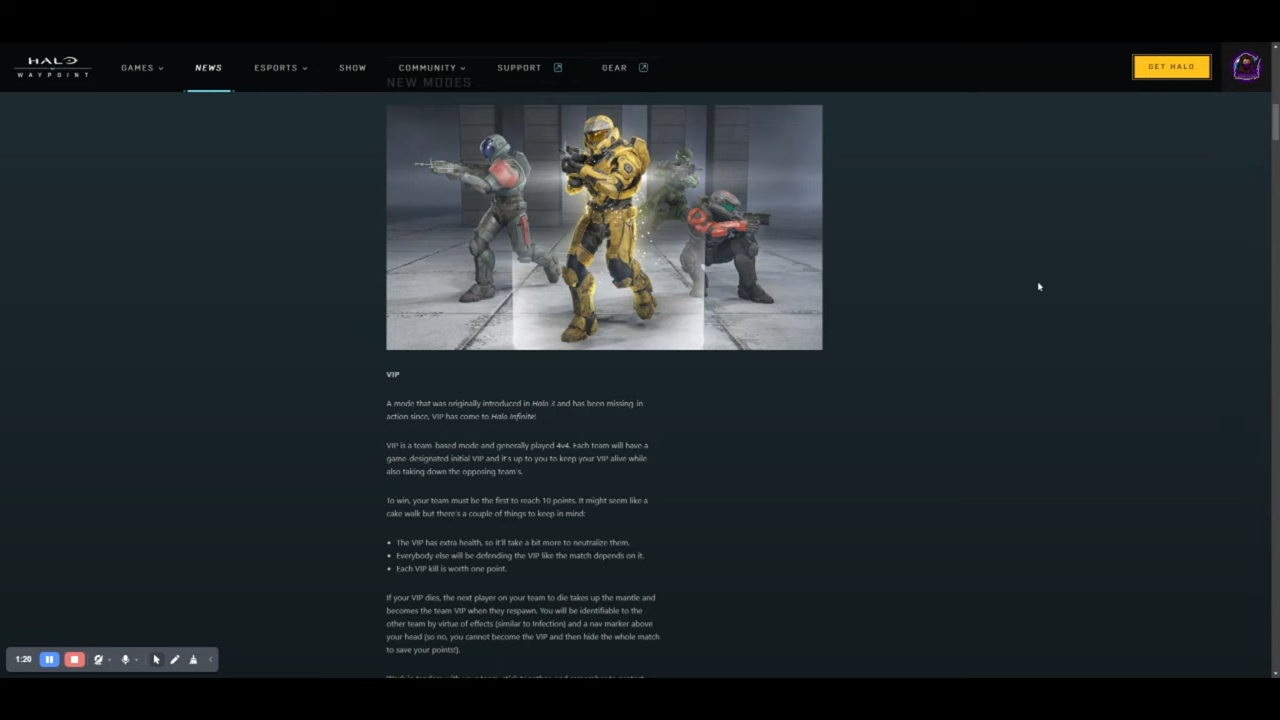 HALO
WAYPOINT
GAMES
NEWS
ESPORTS
SHOW
COMMUNITY
SUPPORT
GEAR
GET HALO
NEW MODES
VIP
A mode that was originally introduced in Halo 3 and has been missing in
action since, VIP has come to Halo Infinite!
VIP is a team-based mode and generally played 4v4. Each team will have a
game-designated initial VIP and it's up to you to keep your VIP alive while
also taking down the opposing team's.
To win, your team must be the first to reach 10 points. It might seem like a
cake walk but there's a couple of things to keep in mind:
• The VIP has extra health, so it'll take a bit more to neutralize them.
• Everybody else will be defending the VIP like the match depends on it.
• Each VIP kill is worth one point.
If your VIP dies, the next player on your team to die takes up the mantle and
becomes the team VIP when they respawn. You will be identifiable to the
other team by virtue of effects (similar to Infection) and a nav marker above
your head (so no, you cannot become the VIP and then hide the whole match
to save your points!).
1:20